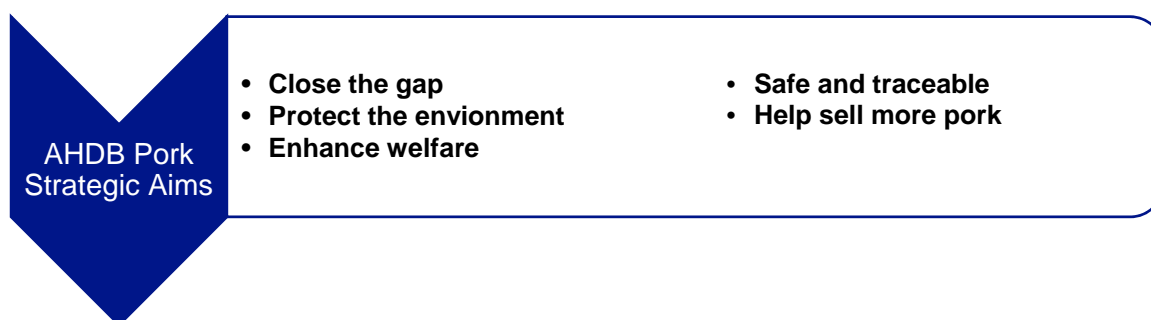 AHDB Pork
Strategic Aims
• Close the gap
• Protect the envionment
• Enhance welfare
• Safe and traceable
• Help sell more pork